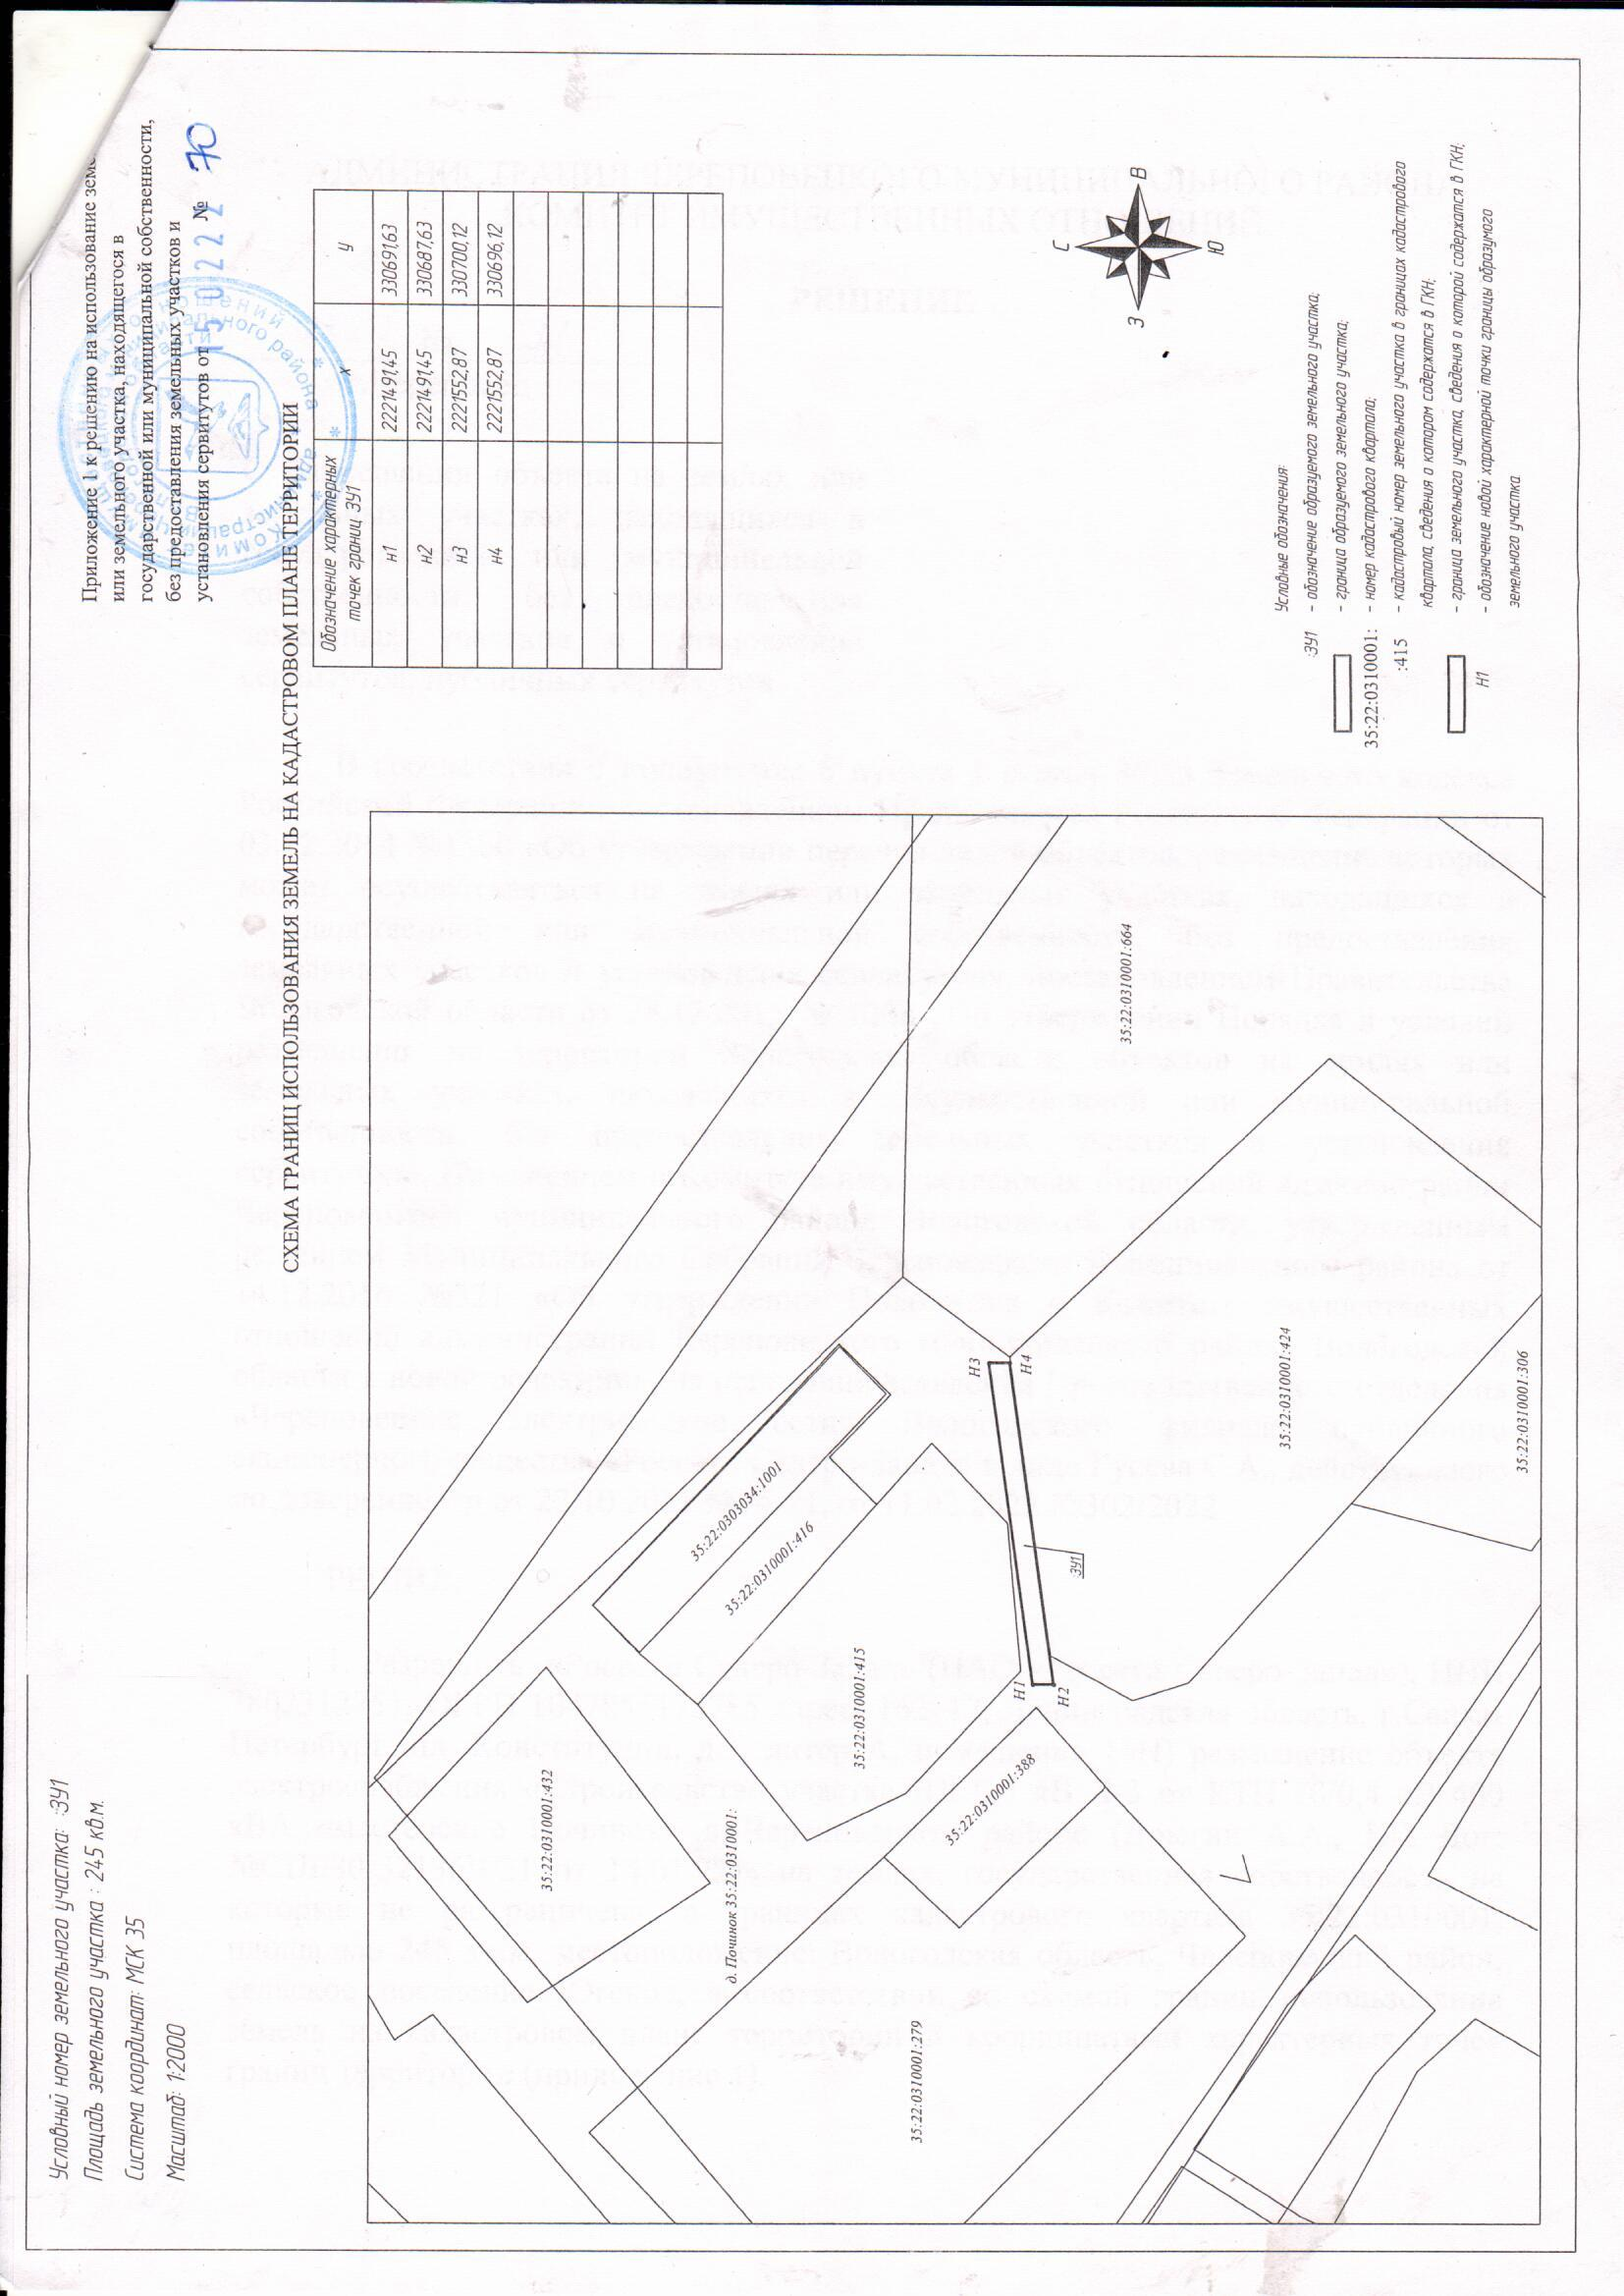 Условный номер земельного участка: :ЗУ1
Площадь земельного участка : 245 кв.м.
Система координат: МСК 35
Масштаб: 1:2000
Приложение 1 к решению на использование
или земельного участка, находящегося в
государственной или муниципальной собственности,
без предоставления земельных участков и
установления сервитутов от 15 02 22 № 70
СХЕМА ГРАНИЦ ИСПОЛЬЗОВАНИЯ ЗЕМЕЛЬ НА КАДАСТРОВОМ ПЛАНЕ ТЕРРИТОРИИ
Обозначение характерных точек границ ЗУ1 x y
н1 2221491,45 330691,63
н2 2221491,45 330687,63
н3 2221552,87 330700,12
н4 2221552,87 330696,12
35:22:0310001:432
35:22:0303034:1001
35:22:0310001:416
д. Починок 35:22:0310001:
35:22:0310001:415
35:22:0310001:279
35:22:0310001:388
Н1
Н2
Н3
Н4
:ЗУ1
35:22:0310001:664
35:22:0310001:424
35:22:0310001:306
С
З
В
Ю
Условные обозначения:
:ЗУ1 – обозначение образуемого земельного участка;
– граница образуемого земельного участка;
35:22:0310001: – номер кадастрового квартала;
:415 – кадастровый номер земельного участка в границах кадастрового
квартала, сведения о котором содержатся в ГКН;
– граница земельного участка, сведения о которой содержатся в ГКН;
Н1 – обозначение новой характерной точки границы образумого
земельного участка